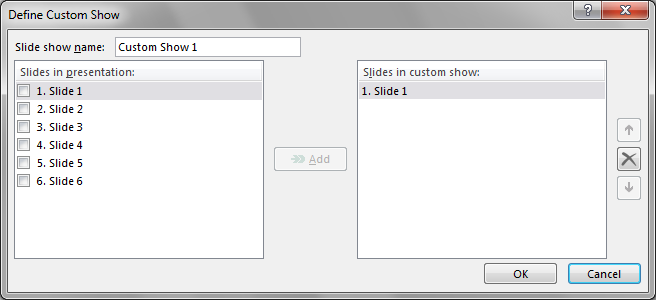 Define Custom Show
Slide show name: Custom Show 1
Slides in presentation:
1. Slide 1
2. Slide 2
3. Slide 3
4. Slide 4
5. Slide 5
6. Slide 6
Add
Slides in custom show:
1. Slide 1
OK
Cancel